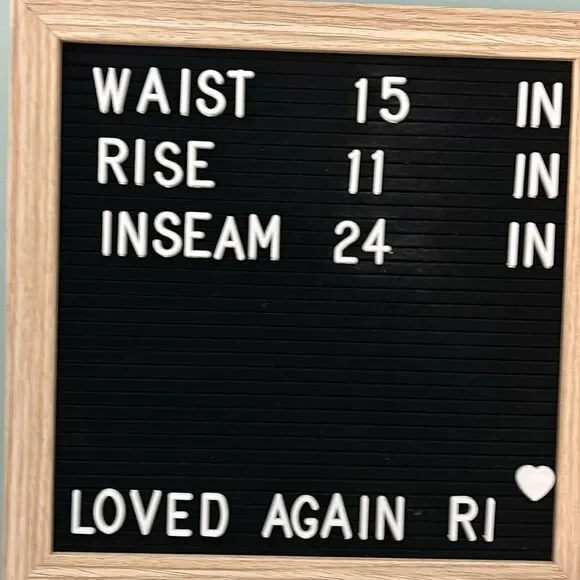 WAIST 15 IN
RISE 11 IN
INSEAM 24 IN
LOVED AGAIN RI